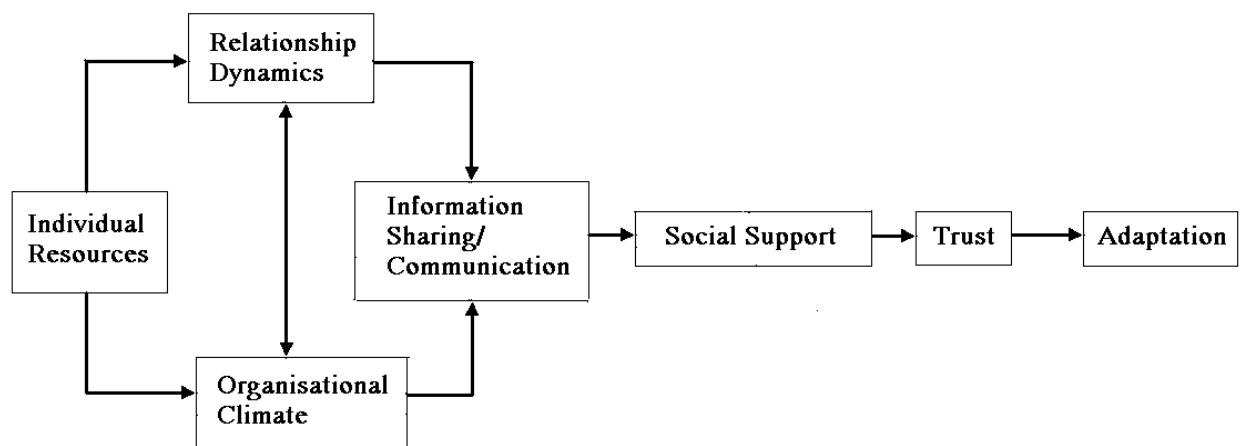 Relationship
Dynamics
Individual
Resources
Information
Sharing/
Communication
Social Support
Trust
Adaptation
Organisational
Climate